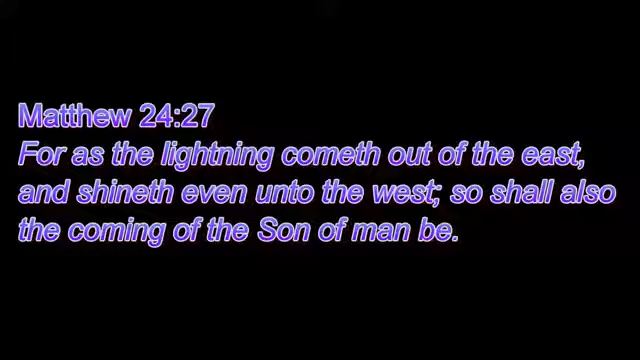 Matthew 24:27
For as the lightning cometh out of the east,
and shineth even unto the west; so shall also
the coming of the Son of man be.